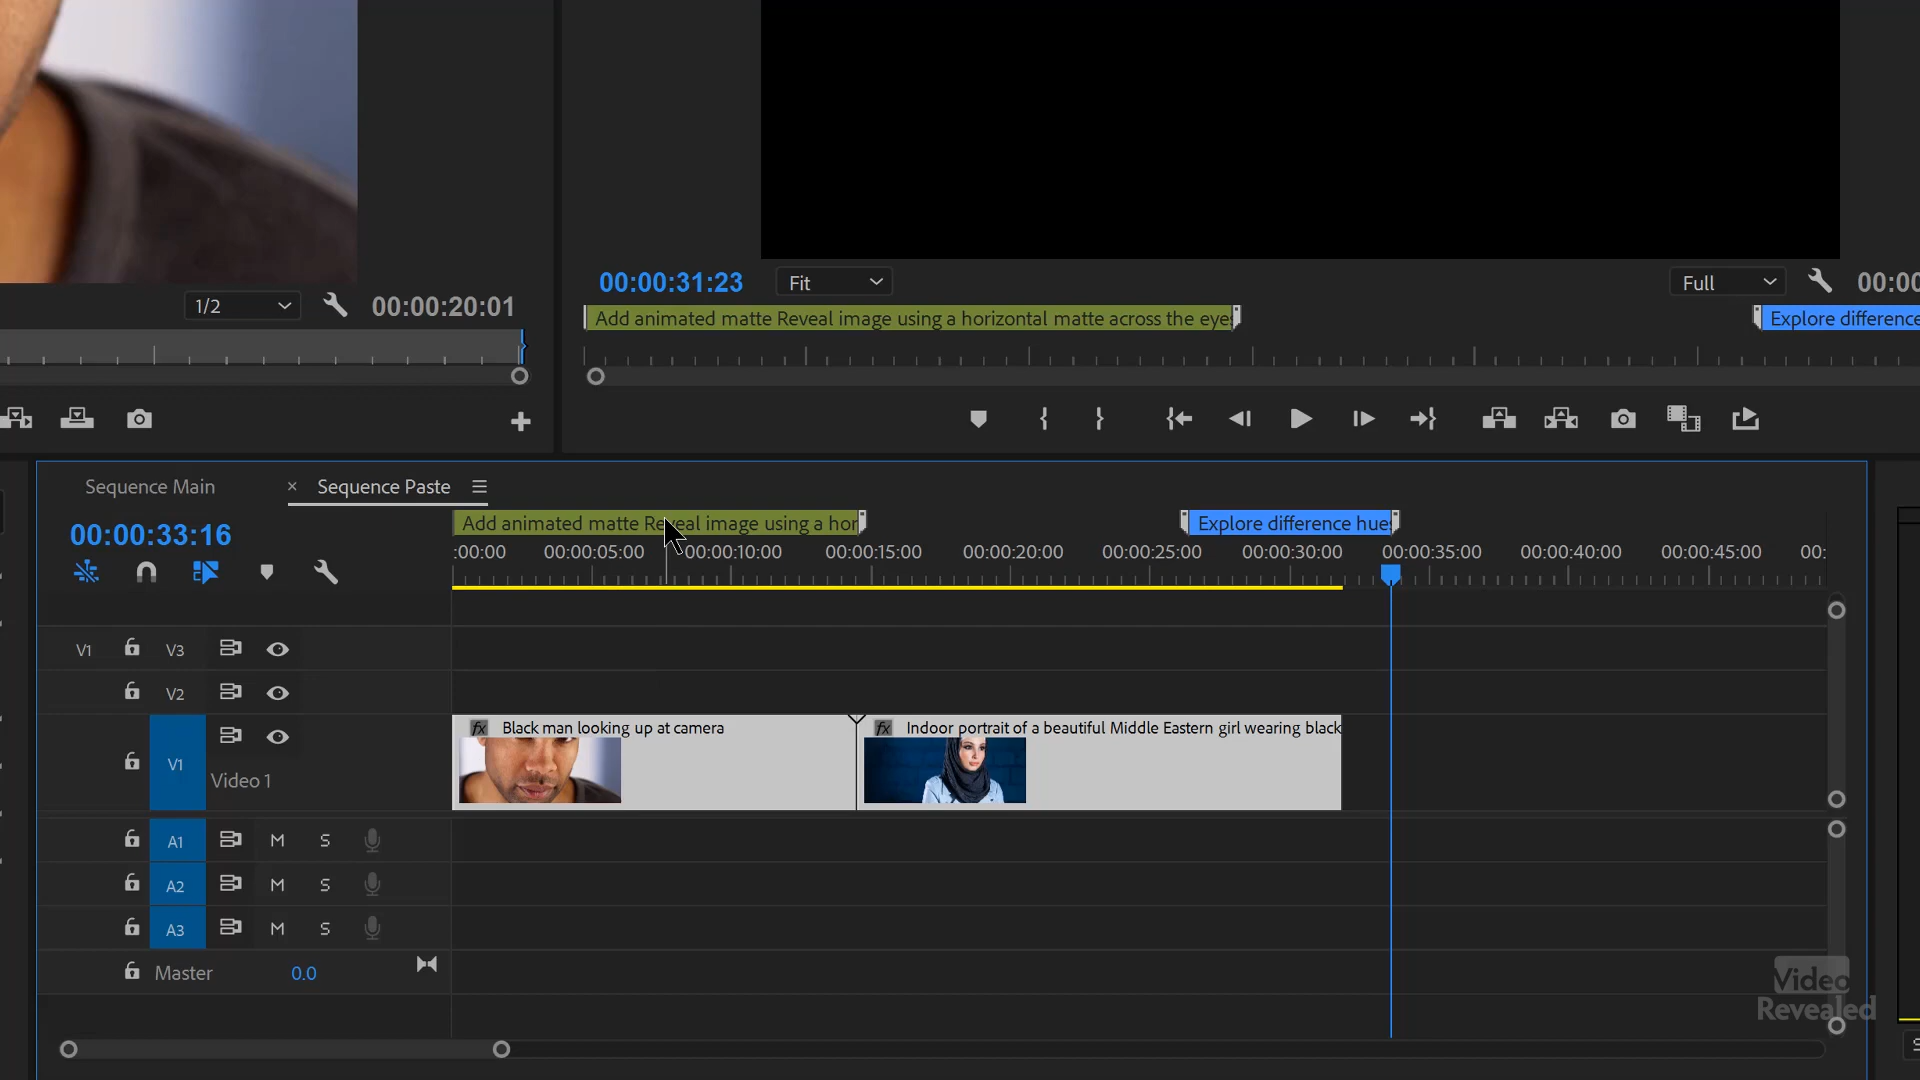 1/2
00:00:20:01
00:00:31:23
Fit
Full
00:00
Add animated matte Reveal image using a horizontal matte across the eyes
Explore difference
Sequence Main
× Sequence Paste
00:00:33:16
Add animated matte Reveal image using a hor
Explore difference hues
:00:00 00:00:05:00 00:00:10:00 00:00:15:00 00:00:20:00 00:00:25:00 00:00:30:00 00:00:35:00 00:00:40:00 00:00:45:00 00:
V1 V3
V2
fx Black man looking up at camera
fx Indoor portrait of a beautiful Middle Eastern girl wearing black
V1
Video 1
A1 M S
A2 M S
A3 M S
Master 0.0
Video
Revealed
S